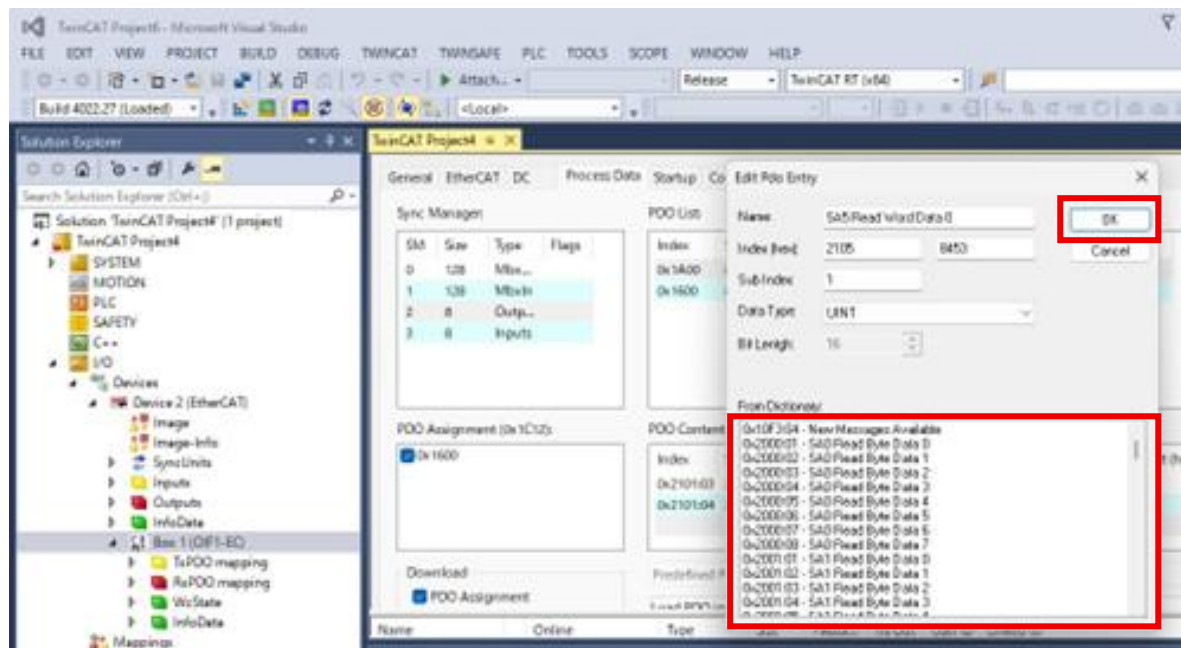 TwinCAT Project6 - Microsoft Visual Studio
FILE EDIT VIEW PROJECT BUILD DEBUG TWINCAT TWINSAFE PLC TOOLS SCOPE WINDOW HELP
Attach... Release TwinCAT RT (x64)
Build 4022.27 (Loaded) <Local>
Solution Explorer
TwinCAT Project4
Search Solution Explorer (Ctrl+;)
Solution 'TwinCAT Project4' (1 project)
TwinCAT Project4
SYSTEM
MOTION
PLC
SAFETY
C++
I/O
Devices
Device 2 (EtherCAT)
Image
Image-Info
SyncUnits
Inputs
Outputs
InfoData
Box 1 (OIF1-EC)
TxPDO mapping
RxPDO mapping
WcState
InfoData
Mappings
General EtherCAT DC Process Data Startup Co
Sync Manager
SM Size Type Flags
0 128 Mbx...
1 128 MbxIn
2 8 Outp...
3 8 Inputs
PDO List:
Index
0x1A00
0x1600
PDO Assignment (0x1C12):
0x1600
PDO Content
Index
0x2101:03
0x2101:04
Download
PDO Assignment
Predefined
Name Online Type
Edit Pdo Entry
Name: SA5 Read Word Data 0
OK
Index (hex): 2105 8453
Cancel
Sub Index: 1
Data Type: UINT
Bit Length: 16
From Dictionary:
0x10F3:04 - New Messages Available
0x2000:01 - SA0 Read Byte Data 0
0x2000:02 - SA0 Read Byte Data 1
0x2000:03 - SA0 Read Byte Data 2
0x2000:04 - SA0 Read Byte Data 3
0x2000:05 - SA0 Read Byte Data 4
0x2000:06 - SA0 Read Byte Data 5
0x2000:07 - SA0 Read Byte Data 6
0x2000:08 - SA0 Read Byte Data 7
0x2001:01 - SA1 Read Byte Data 0
0x2001:02 - SA1 Read Byte Data 1
0x2001:03 - SA1 Read Byte Data 2
0x2001:04 - SA1 Read Byte Data 3